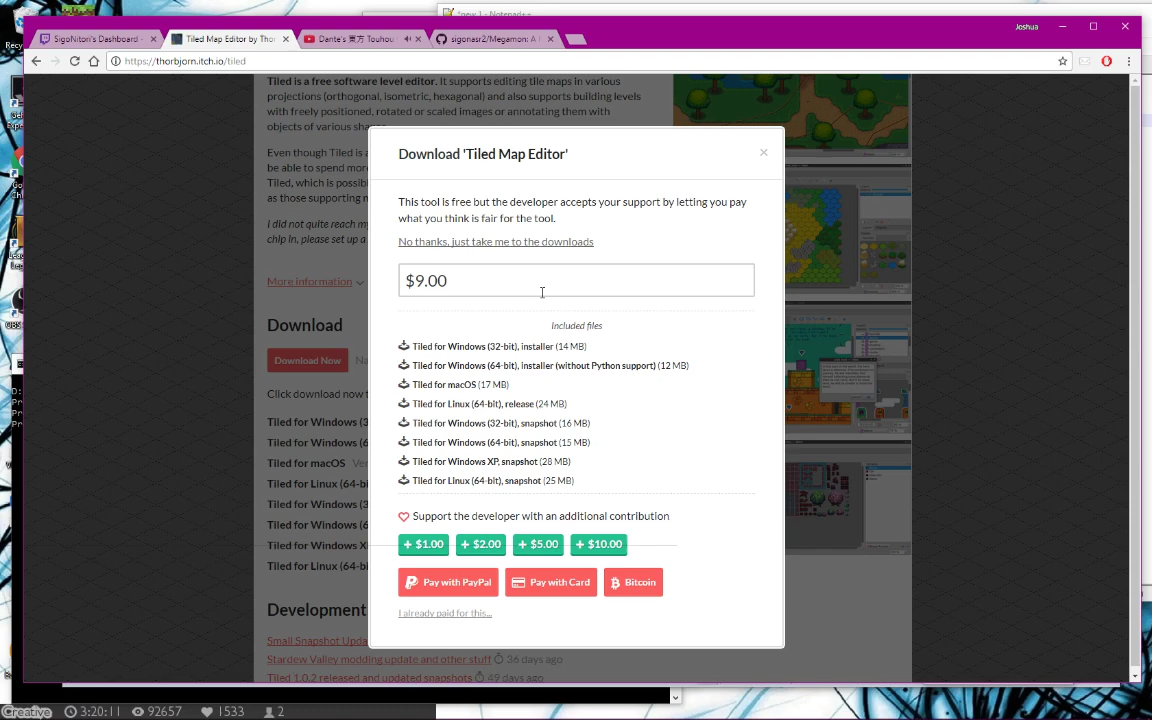 *new 1 - Notepad++
Joshua
SigoNitori's Dashboard -
Tiled Map Editor by Thor
Dante's 東方 Touhou
sigonasr2/Megamon: A
https://thorbjorn.itch.io/tiled
Tiled is a free software level editor. It supports editing tile maps in various
projections (orthogonal, isometric, hexagonal) and also supports building levels
with freely positioned, rotated or scaled images or annotating them with
objects of various sha
Even though Tiled is a
be able to spend more
Tiled, which is possib
as those supporting m
I did not quite reach my
chip in, please set up a
More information
Download
Download Now
Click download now t
Tiled for Windows (3
Tiled for Windows (6
Tiled for macOS Ver
Tiled for Linux (64-bi
Tiled for Windows (3
Tiled for Windows (6
Tiled for Windows X
Tiled for Linux (64-bi
Development
Small Snapshot Upda
Stardew Valley modding update and other stuff 36 days ago
Tiled 1.0.2 released and updated snapshots 49 days ago
Download 'Tiled Map Editor'
×
This tool is free but the developer accepts your support by letting you pay
what you think is fair for the tool.
No thanks, just take me to the downloads
$9.00
Included files
Tiled for Windows (32-bit), installer (14 MB)
Tiled for Windows (64-bit), installer (without Python support) (12 MB)
Tiled for macOS (17 MB)
Tiled for Linux (64-bit), release (24 MB)
Tiled for Windows (32-bit), snapshot (16 MB)
Tiled for Windows (64-bit), snapshot (15 MB)
Tiled for Windows XP, snapshot (28 MB)
Tiled for Linux (64-bit), snapshot (25 MB)
Support the developer with an additional contribution
+ $1.00 + $2.00 + $5.00 + $10.00
Pay with PayPal Pay with Card Bitcoin
I already paid for this...
Creative 3:20:11 92657 1533 2